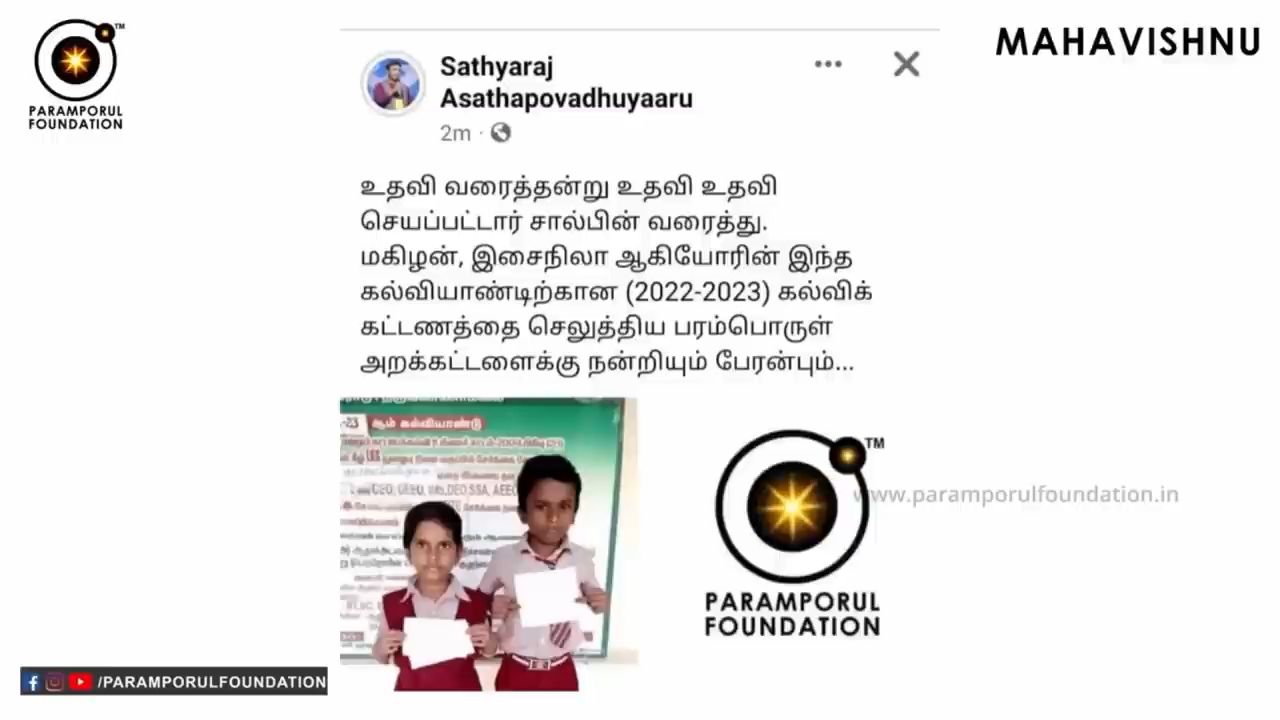 TM
PARAMPORUL
FOUNDATION
MAHAVISHNU
Sathyaraj
Asathapovadhuyaaru
2m
உதவி வரைத்தன்று உதவி உதவி
செயப்பட்டார் சால்பின் வரைத்து.
மகிழன், இசைநிலா ஆகியோரின் இந்த
கல்வியாண்டிற்கான (2022-2023) கல்விக்
கட்டணத்தை செலுத்திய பரம்பொருள்
அறக்கட்டளைக்கு நன்றியும் பேரன்பும்...
ஆம் கல்வியாண்டு
TM
www.paramporulfoundation.in
PARAMPORUL
FOUNDATION
/PARAMPORULFOUNDATION